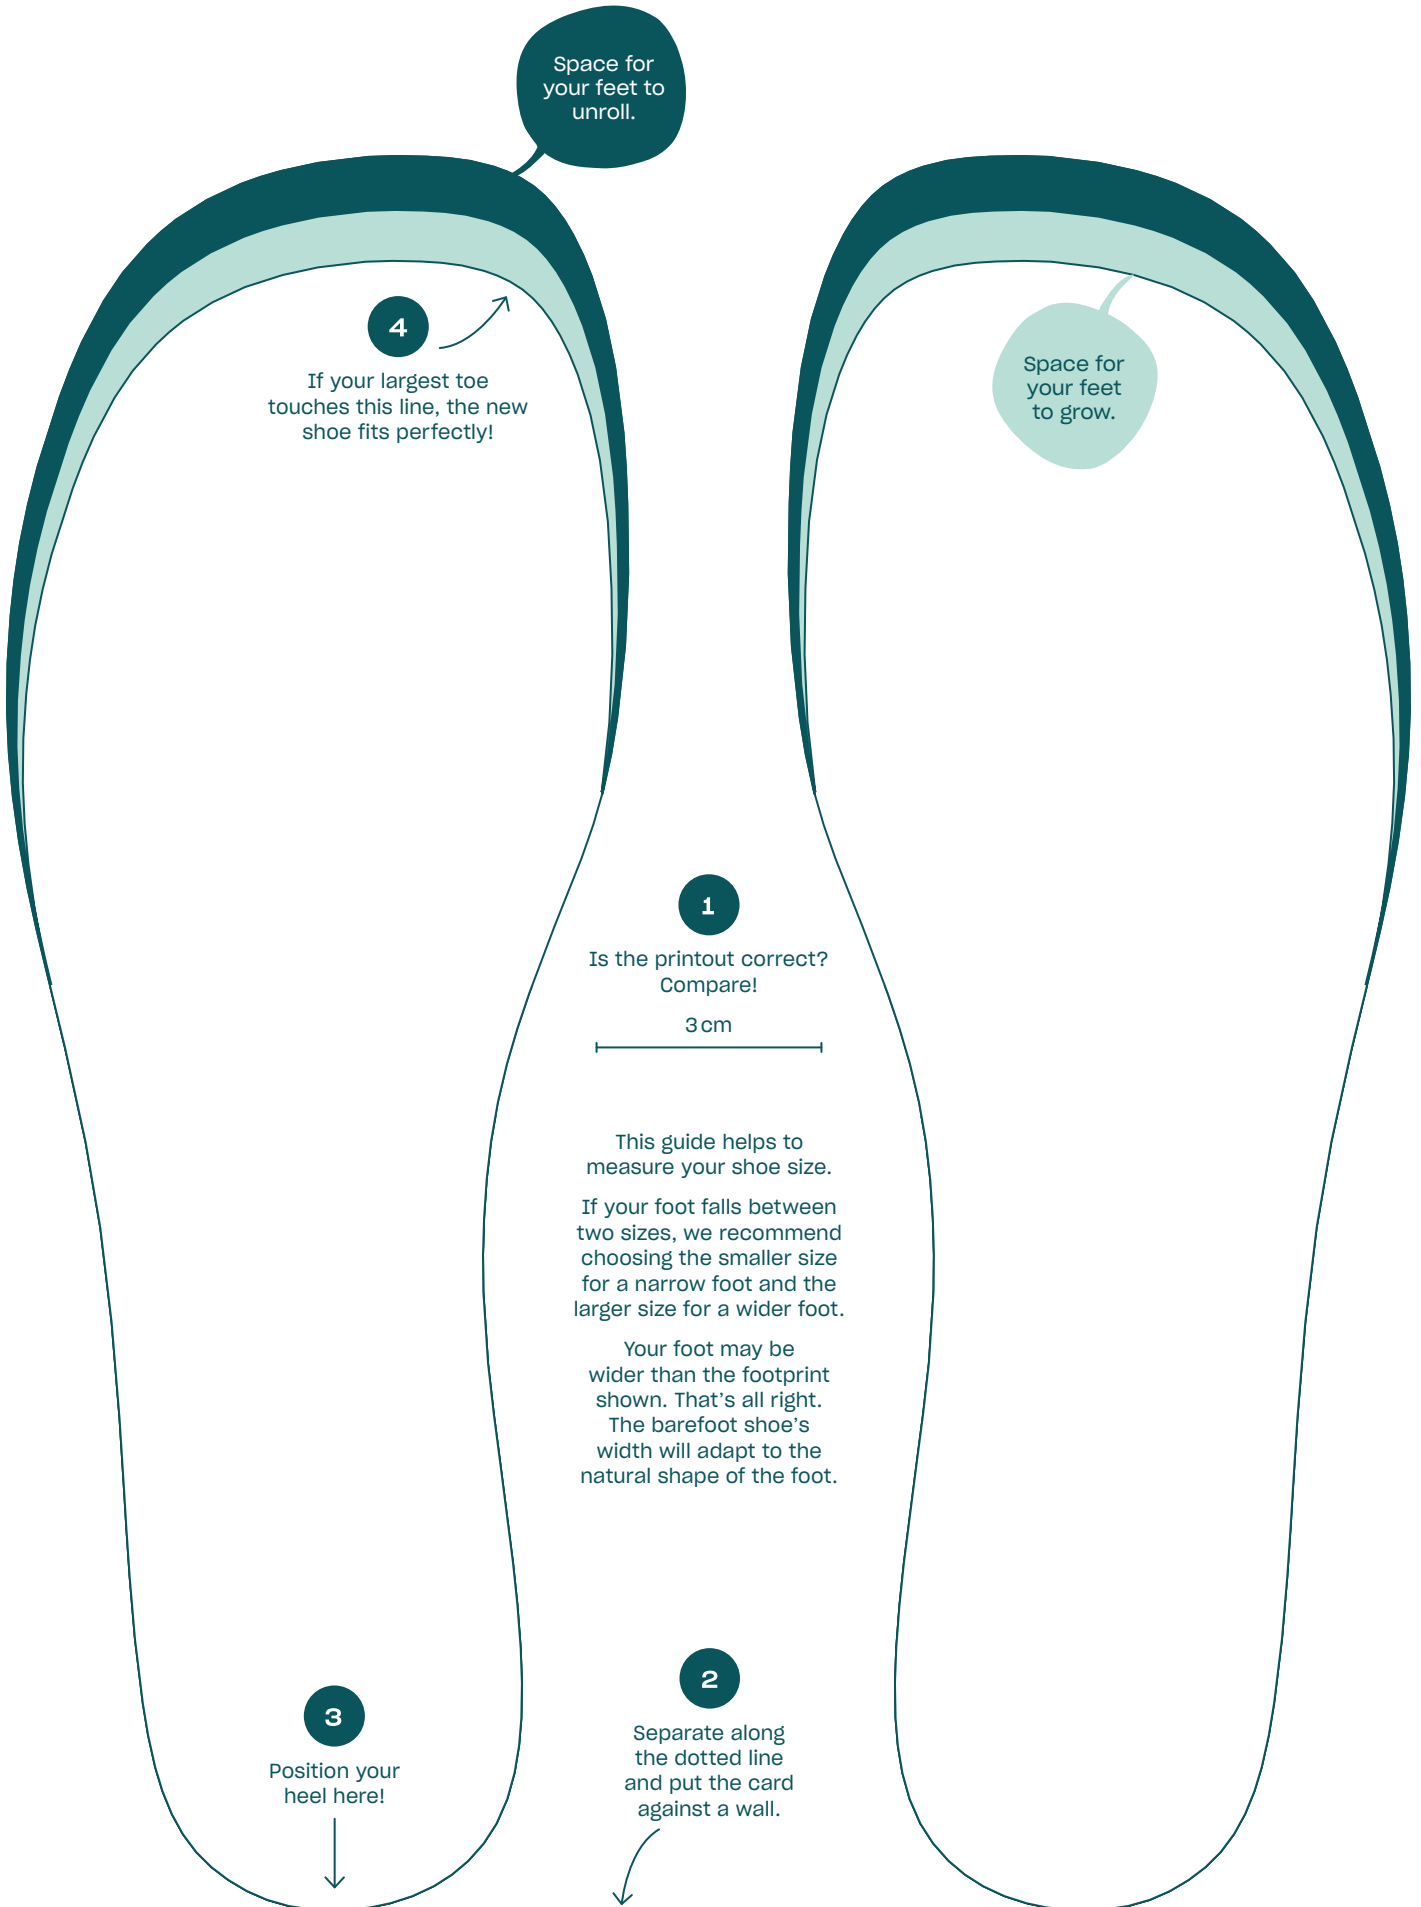 Space for
your feet to
unroll.
4
If your largest toe
touches this line, the new
shoe fits perfectly!
Space for
your feet
to grow.
1
Is the printout correct?
Compare!
3 cm
This guide helps to
measure your shoe size.
If your foot falls between
two sizes, we recommend
choosing the smaller size
for a narrow foot and the
larger size for a wider foot.
Your foot may be
wider than the footprint
shown. That’s all right.
The barefoot shoe’s
width will adapt to the
natural shape of the foot.
2
Separate along
the dotted line
and put the card
against a wall.
3
Position your
heel here!